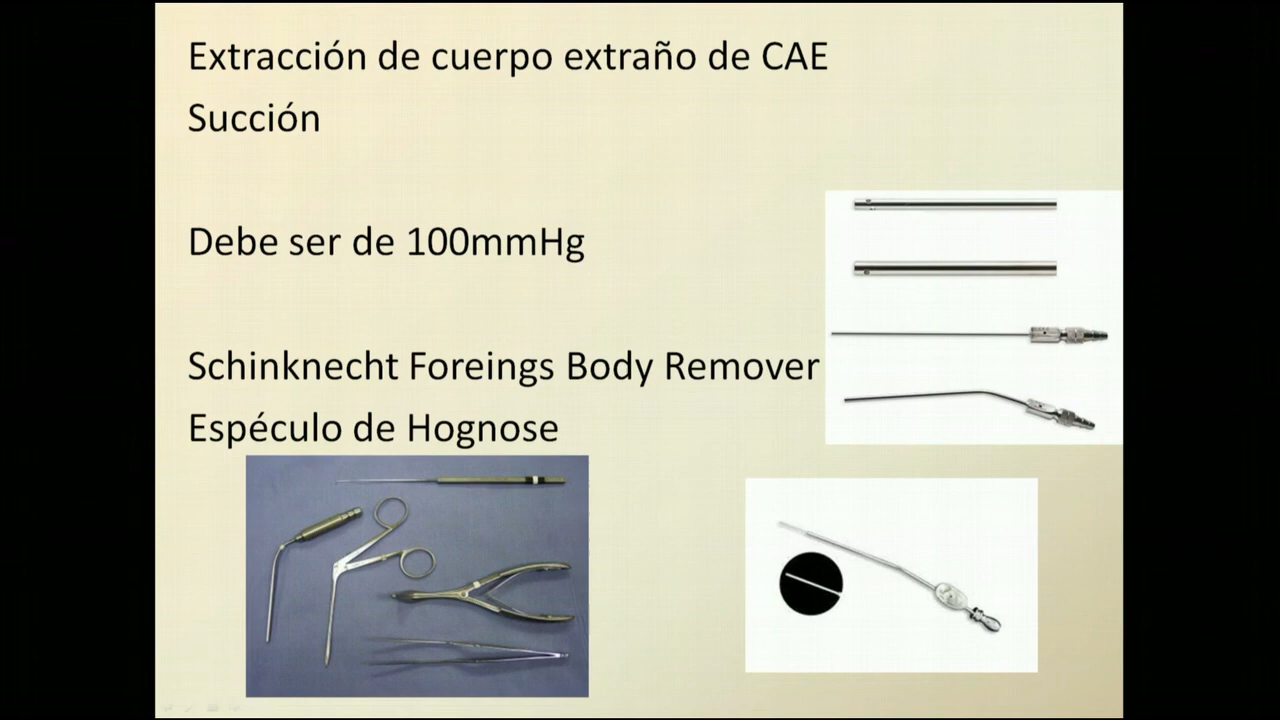 Extracción de cuerpo extraño de CAE
Succión
Debe ser de 100mmHg
Schinknecht Foreings Body Remover
Espéculo de Hognose